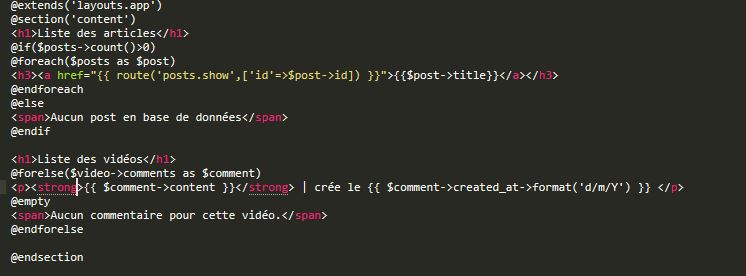 @extends('layouts.app')
@section('content')
<h1>Liste des articles</h1>
@if($posts->count()>0)
@foreach($posts as $post)
<h3><a href="{{ route('posts.show',['id'=>$post->id]) }}">{{$post->title}}</a></h3>
@endforeach
@else
<span>Aucun post en base de données</span>
@endif

<h1>Liste des vidéos</h1>
@forelse($video->comments as $comment)
<p><strong>{{ $comment->content }}</strong> | crée le {{ $comment->created_at->format('d/m/Y') }} </p>
@empty
<span>Aucun commentaire pour cette vidéo.</span>
@endforelse

@endsection